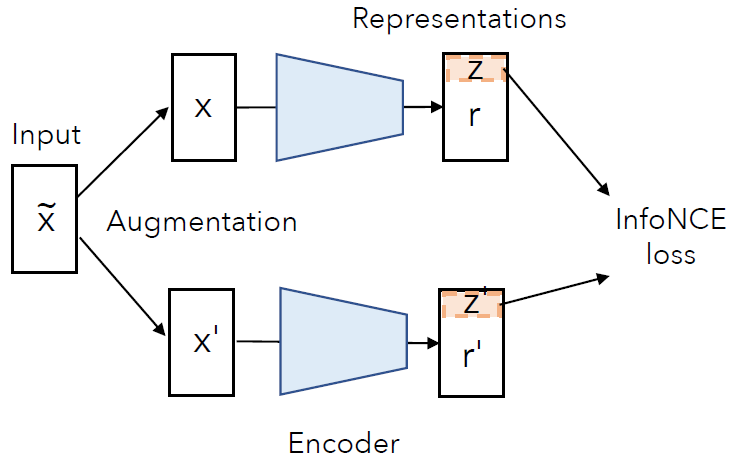 Representations
z
x
r
Input
x̃
Augmentation
InfoNCE
loss
z'
x'
r'
Encoder